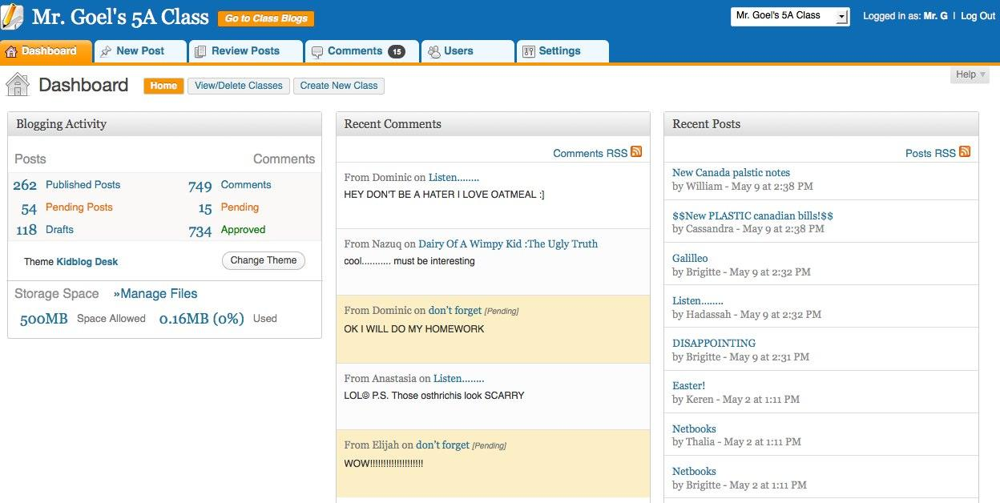 Mr. Goel's 5A Class
Go to Class Blogs
Mr. Goel's 5A Class
Logged in as: Mr. G | Log Out
Dashboard
New Post
Review Posts
Comments 15
Users
Settings
Help
Dashboard
Home
View/Delete Classes
Create New Class
Blogging Activity
Posts Comments
262 Published Posts 749 Comments
54 Pending Posts 15 Pending
118 Drafts 734 Approved
Theme Kidblog Desk Change Theme
Storage Space »Manage Files
500MB Space Allowed 0.16MB (0%) Used
Recent Comments
Comments RSS
From Dominic on Listen........
HEY DON'T BE A HATER I LOVE OATMEAL :]
From Nazuq on Dairy Of A Wimpy Kid :The Ugly Truth
cool........... must be interesting
From Dominic on don't forget [Pending]
OK I WILL DO MY HOMEWORK
From Anastasia on Listen........
LOL© P.S. Those osthrichis look SCARRY
From Elijah on don't forget [Pending]
WOW!!!!!!!!!!!!!!!!!!!!
Recent Posts
Posts RSS
New Canada palstic notes
by William - May 9 at 2:38 PM
$$New PLASTIC canadian bills!$$
by Cassandra - May 9 at 2:38 PM
Galilleo
by Brigitte - May 9 at 2:32 PM
Listen........
by Hadassah - May 9 at 2:32 PM
DISAPPOINTING
by Brigitte - May 9 at 2:31 PM
Easter!
by Keren - May 2 at 1:11 PM
Netbooks
by Thalia - May 2 at 1:11 PM
Netbooks
by Brigitte - May 2 at 1:11 PM